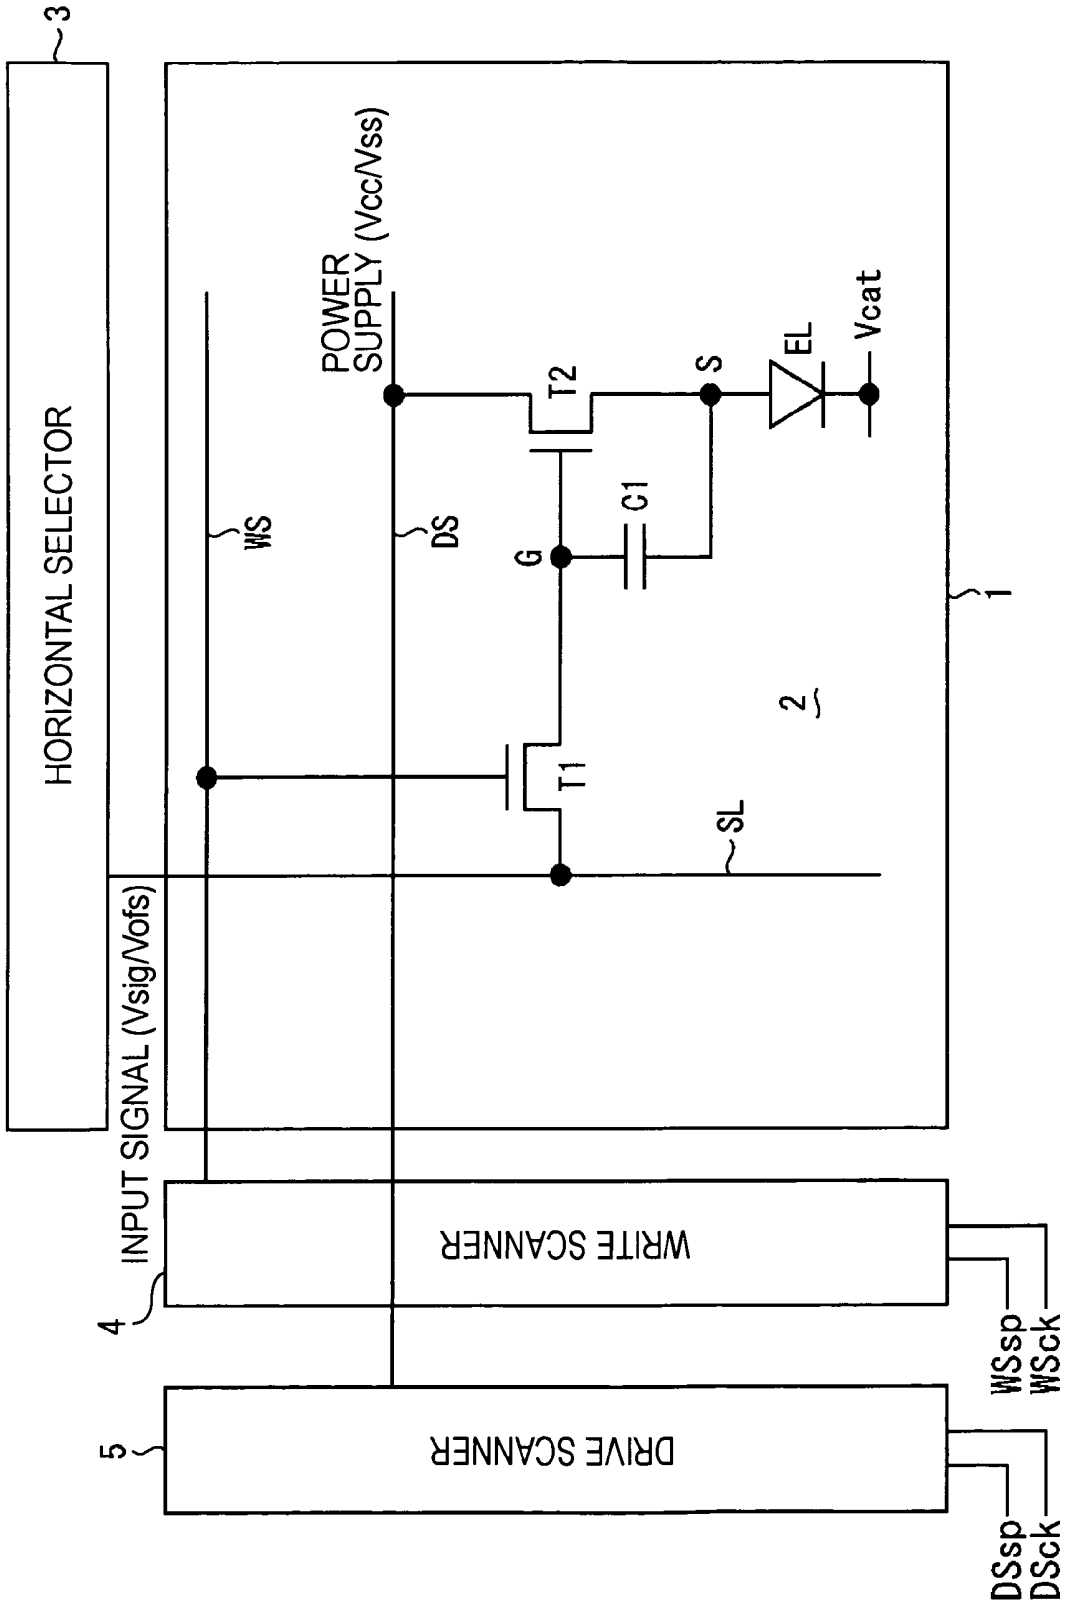 3
HORIZONTAL SELECTOR
INPUT SIGNAL (Vsig/Vofs)
4
5
WS
POWER
SUPPLY (Vcc/Vss)
DS
T1
G
T2
C1
S
EL
Vcat
SL
2
1
WRITE SCANNER
DRIVE SCANNER
WSsp
WSck
DSsp
DSck